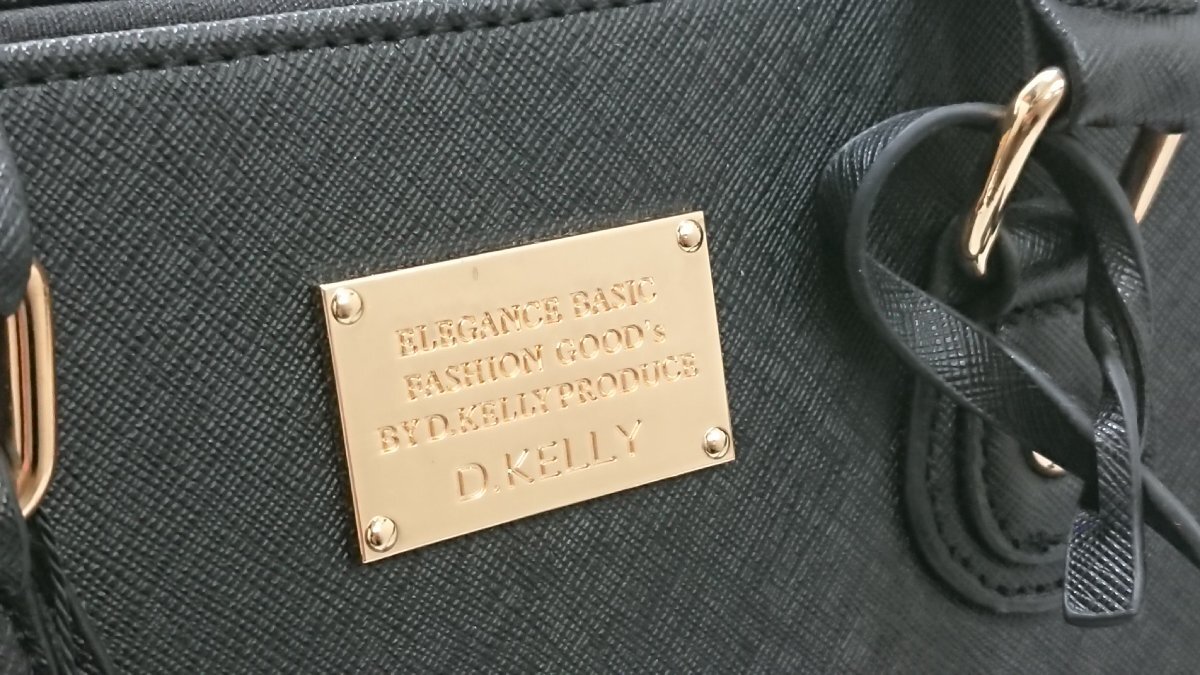 ELEGANCE BASIC
FASHION GOOD's
BY D.KELLY PRODUCE
D.KELLY